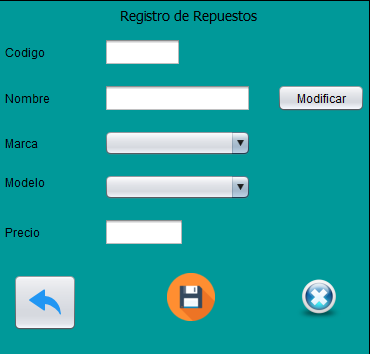 Registro de Repuestos
Codigo
Nombre
Modificar
Marca
Modelo
Precio